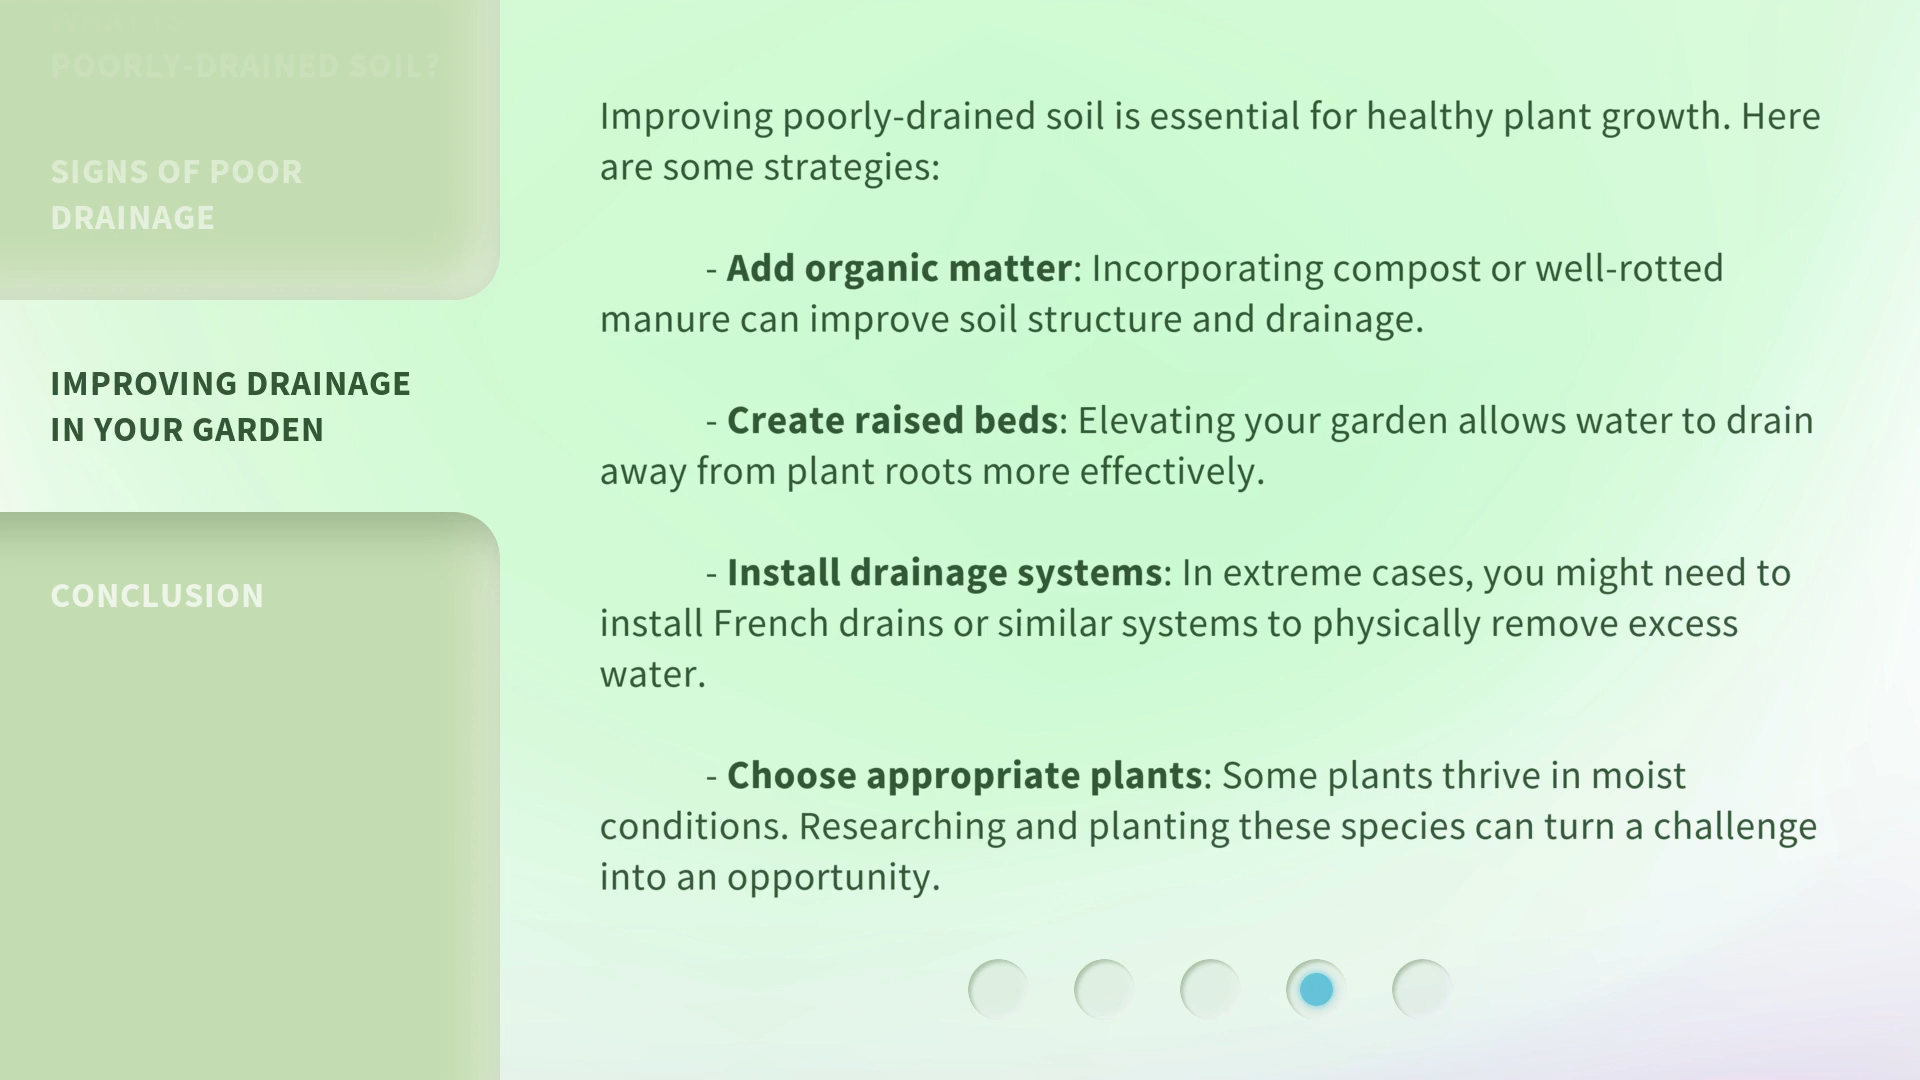 WHAT IS
POORLY-DRAINED SOIL?
SIGNS OF POOR
DRAINAGE
IMPROVING DRAINAGE
IN YOUR GARDEN
CONCLUSION
Improving poorly-drained soil is essential for healthy plant growth. Here
are some strategies:
- Add organic matter: Incorporating compost or well-rotted
manure can improve soil structure and drainage.
- Create raised beds: Elevating your garden allows water to drain
away from plant roots more effectively.
- Install drainage systems: In extreme cases, you might need to
install French drains or similar systems to physically remove excess
water.
- Choose appropriate plants: Some plants thrive in moist
conditions. Researching and planting these species can turn a challenge
into an opportunity.